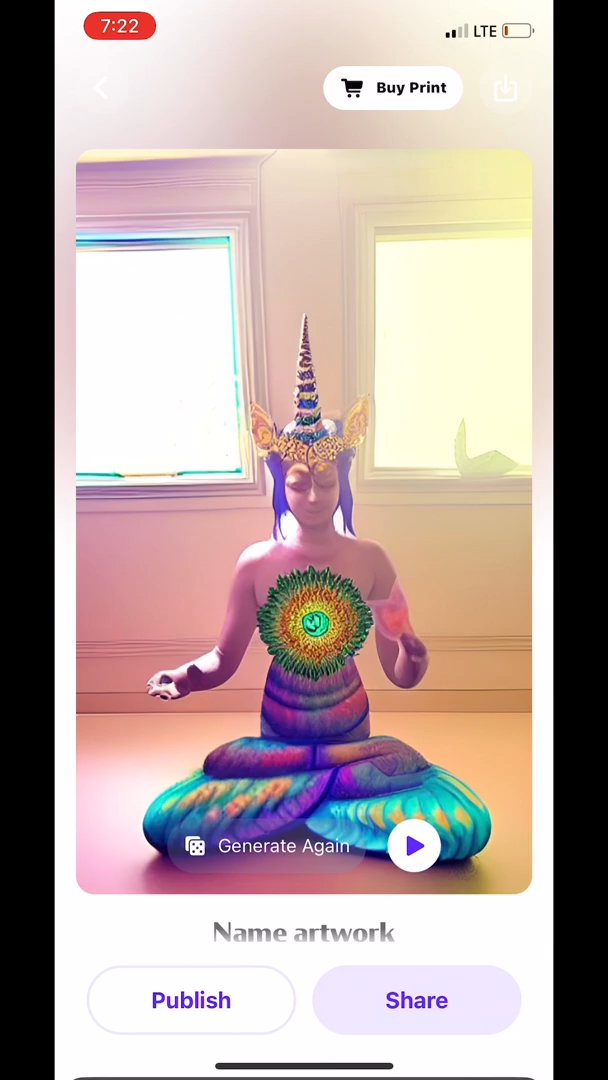 7:22
LTE
Buy Print
Generate Again
Name artwork
Publish
Share